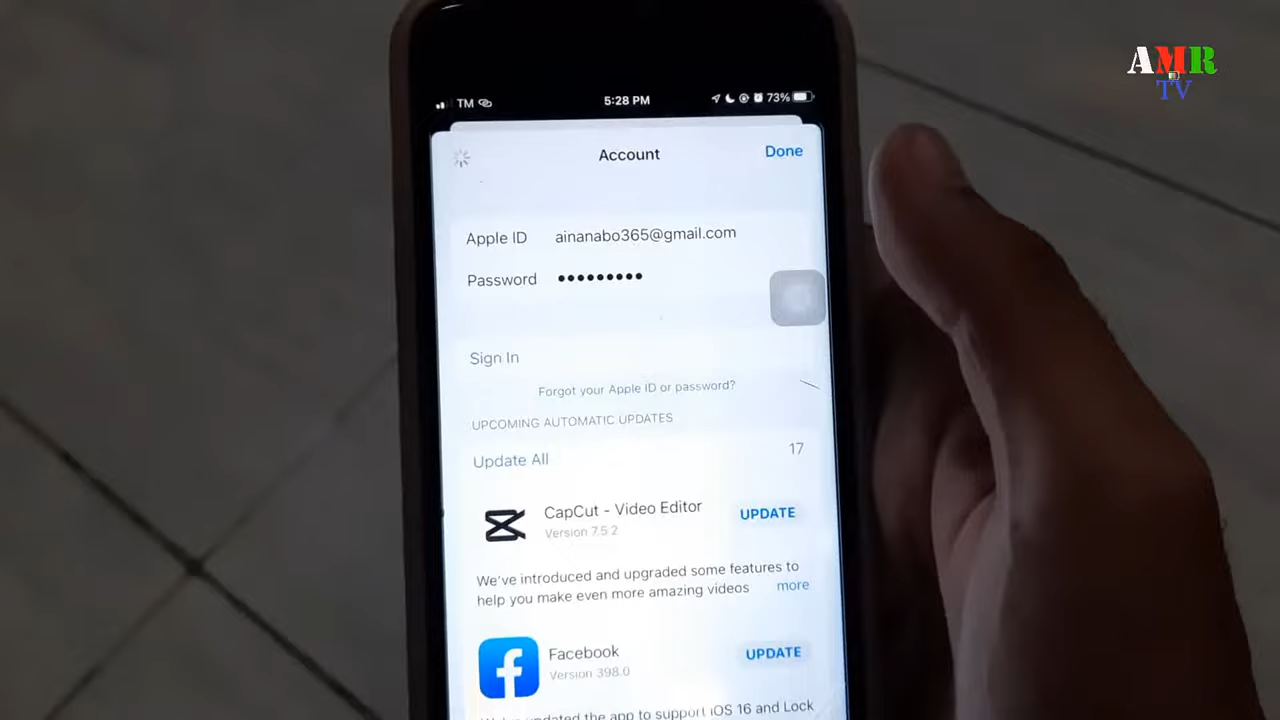 AMR
TV
TM 5:28 PM 73%
Account Done
Apple ID ainanabo365@gmail.com
Password •••••••••
Sign In
Forgot your Apple ID or password?
UPCOMING AUTOMATIC UPDATES
Update All 17
CapCut - Video Editor UPDATE
Version 7.5.2
We've introduced and upgraded some features to
help you make even more amazing videos more
Facebook UPDATE
Version 398.0
We've updated the app to support iOS 16 and Lock